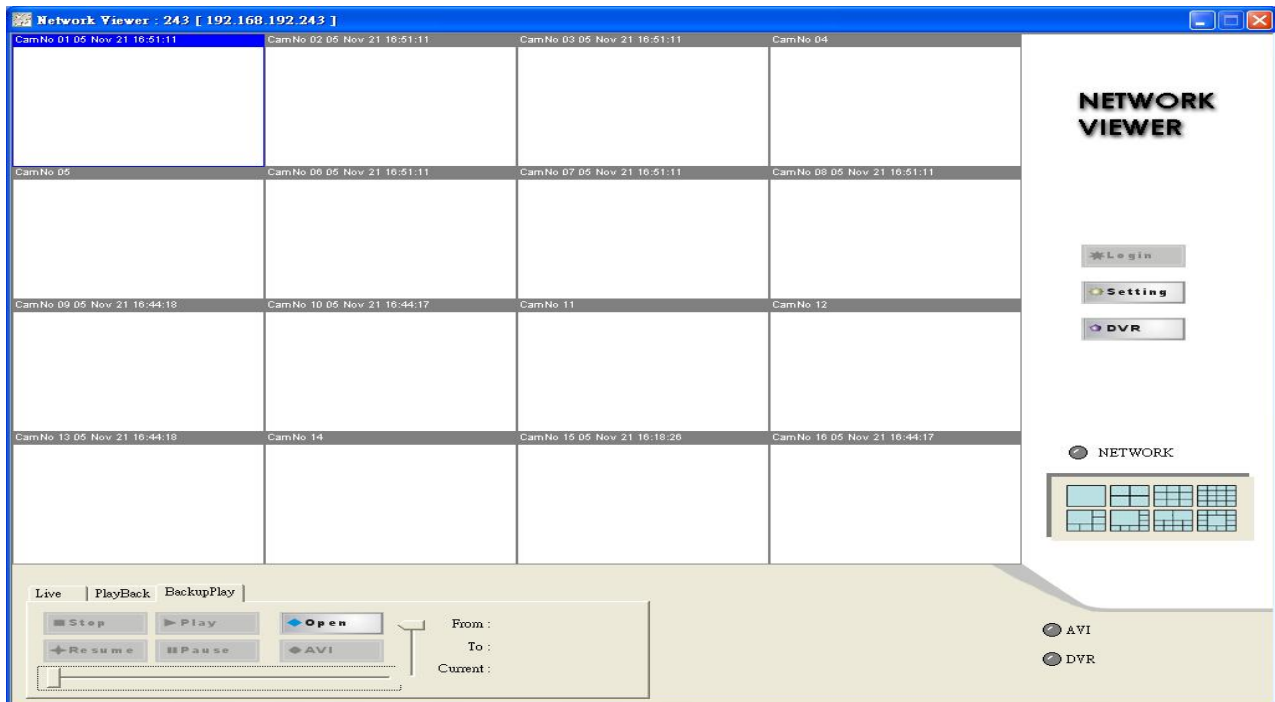 Network Viewer : 243 [ 192.168.192.243 ]
CamNo 01 05 Nov 21 16:51:11
CamNo 02 05 Nov 21 16:51:11
CamNo 03 05 Nov 21 16:51:11
CamNo 04
CamNo 05
CamNo 06 05 Nov 21 16:51:11
CamNo 07 05 Nov 21 16:51:11
CamNo 08 05 Nov 21 16:51:11
CamNo 09 05 Nov 21 16:44:18
CamNo 10 05 Nov 21 16:44:17
CamNo 11
CamNo 12
CamNo 13 05 Nov 21 16:44:18
CamNo 14
CamNo 15 05 Nov 21 16:18:26
CamNo 16 05 Nov 21 16:44:17
NETWORK
VIEWER
Login
Setting
DVR
NETWORK
Live
PlayBack
BackupPlay
Stop
Play
Open
Resume
Pause
AVI
From :
To :
Current :
AVI
DVR